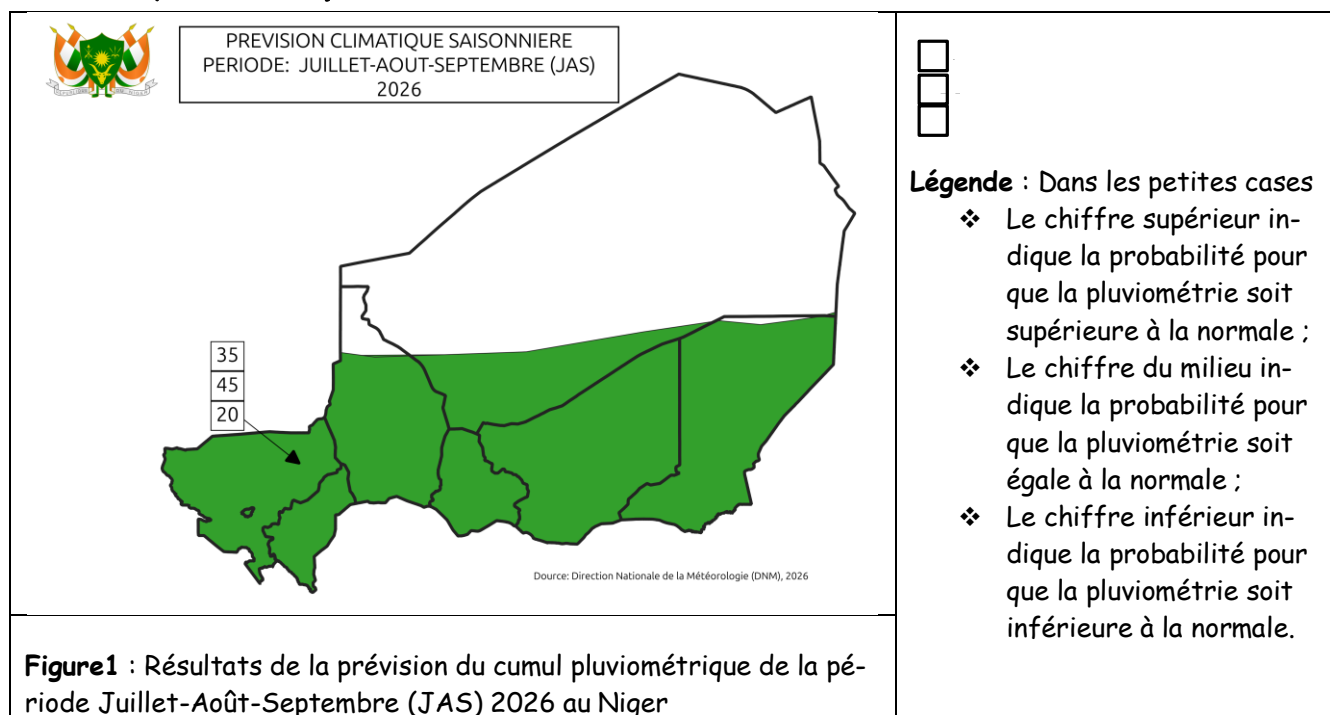 PREVISION CLIMATIQUE SAISONNIERE
PERIODE: JUILLET-AOUT-SEPTEMBRE (JAS)
2026
35
45
20
Dource: Direction Nationale de la Météorologie (DNM), 2026
Figure1 : Résultats de la prévision du cumul pluviométrique de la pé-
riode Juillet-Août-Septembre (JAS) 2026 au Niger
Légende : Dans les petites cases
❖ Le chiffre supérieur in-
dique la probabilité pour
que la pluviométrie soit
supérieure à la normale ;
❖ Le chiffre du milieu in-
dique la probabilité pour
que la pluviométrie soit
égale à la normale ;
❖ Le chiffre inférieur in-
dique la probabilité pour
que la pluviométrie soit
inférieure à la normale.